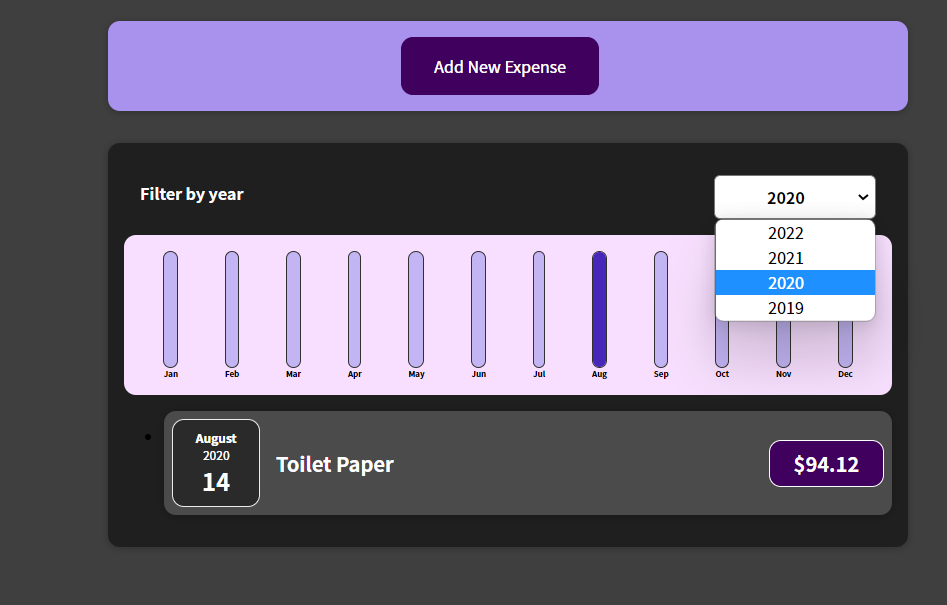 Add New Expense
Filter by year
2020
2022
2021
2020
2019
Jan Feb Mar Apr May Jun Jul Aug Sep Oct Nov Dec
August
2020
14
Toilet Paper
$94.12